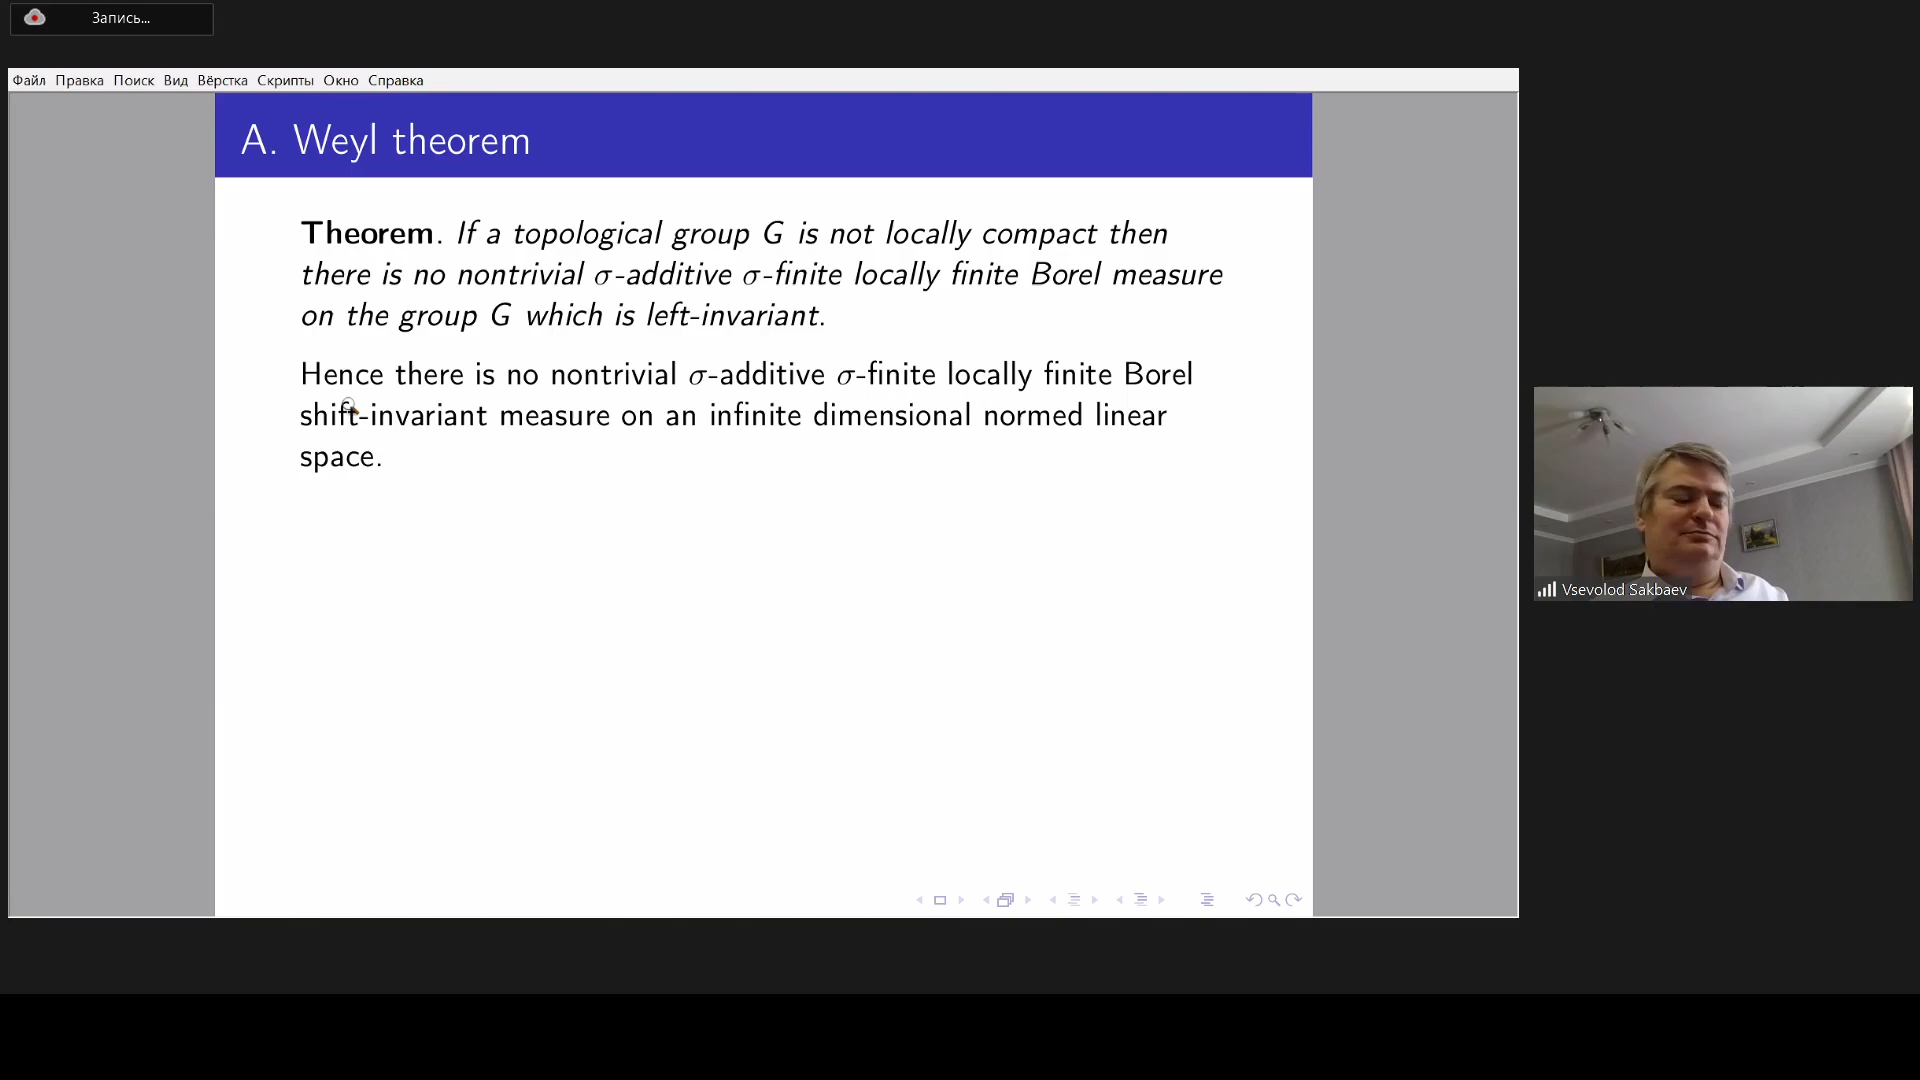 Запись...
Файл Правка Поиск Вид Вёрстка Скрипты Окно Справка
A. Weyl theorem
Theorem. If a topological group G is not locally compact then
there is no nontrivial σ-additive σ-finite locally finite Borel measure
on the group G which is left-invariant.
Hence there is no nontrivial σ-additive σ-finite locally finite Borel
shift-invariant measure on an infinite dimensional normed linear
space.
Vsevolod Sakbaev